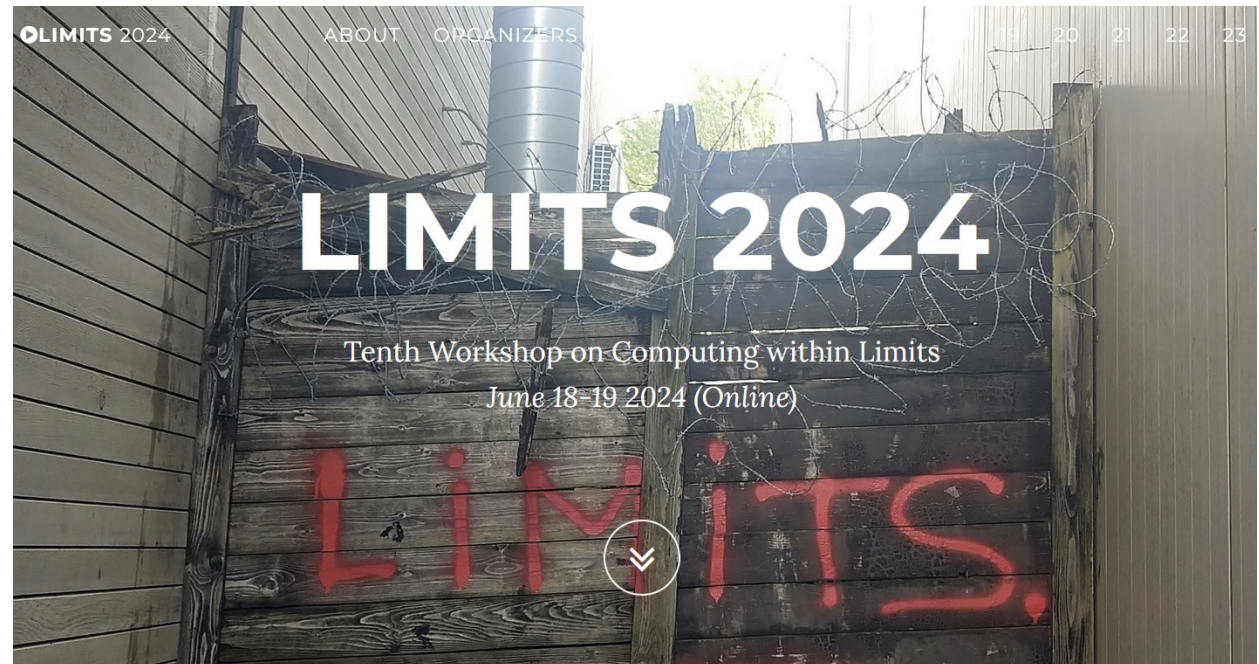 LIMITS 2024
ABOUT ORGANIZERS 20 21 22 23
LIMITS 2024
Tenth Workshop on Computing within Limits
June 18-19 2024 (Online)
LiMiTS.